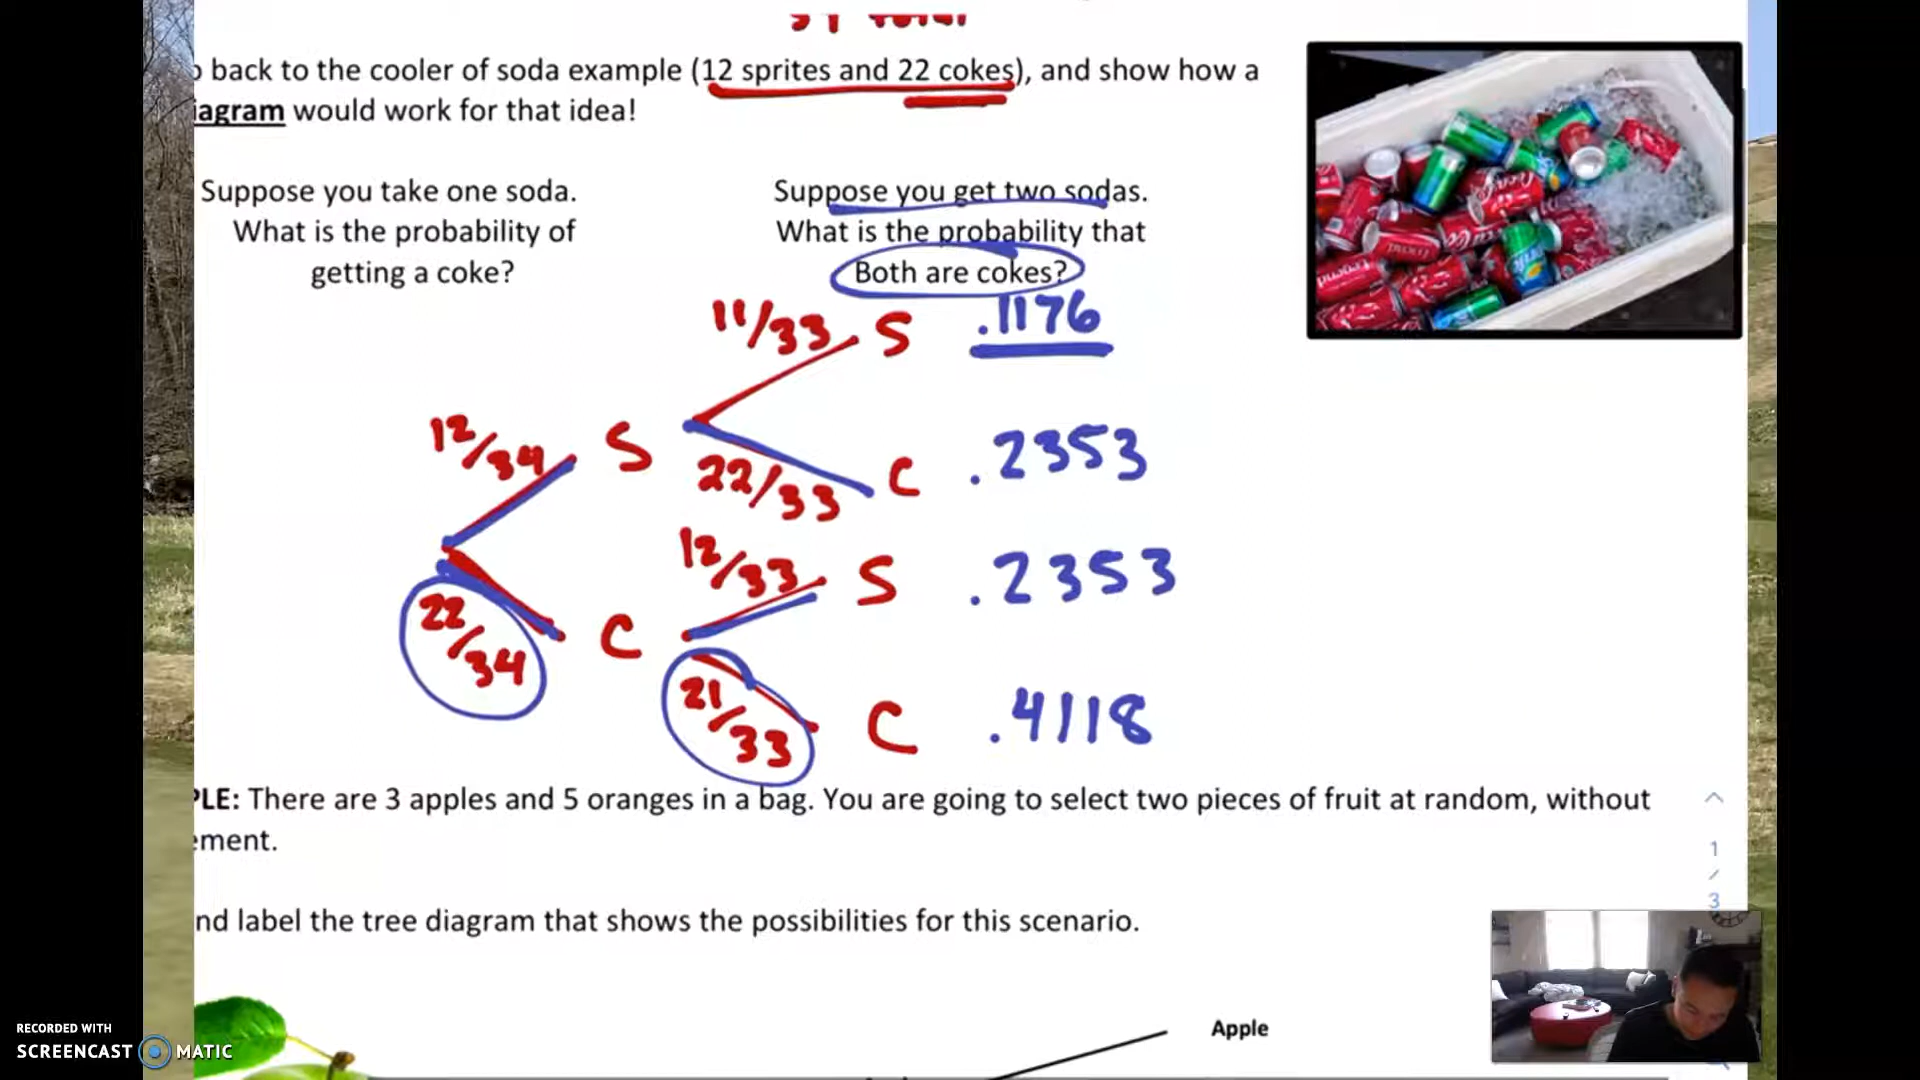 back to the cooler of soda example (12 sprites and 22 cokes), and show how a
iagram would work for that idea!
Suppose you take one soda.
What is the probability of
getting a coke?
Suppose you get two sodas.
What is the probability that
Both are cokes?
11/33 S .1176
12/34 S
22/33 C .2353
12/33 S .2353
22/34 C
21/33 C .4118
PLE: There are 3 apples and 5 oranges in a bag. You are going to select two pieces of fruit at random, without
ement.
1
/
3
nd label the tree diagram that shows the possibilities for this scenario.
Apple
RECORDED WITH
SCREENCAST MATIC